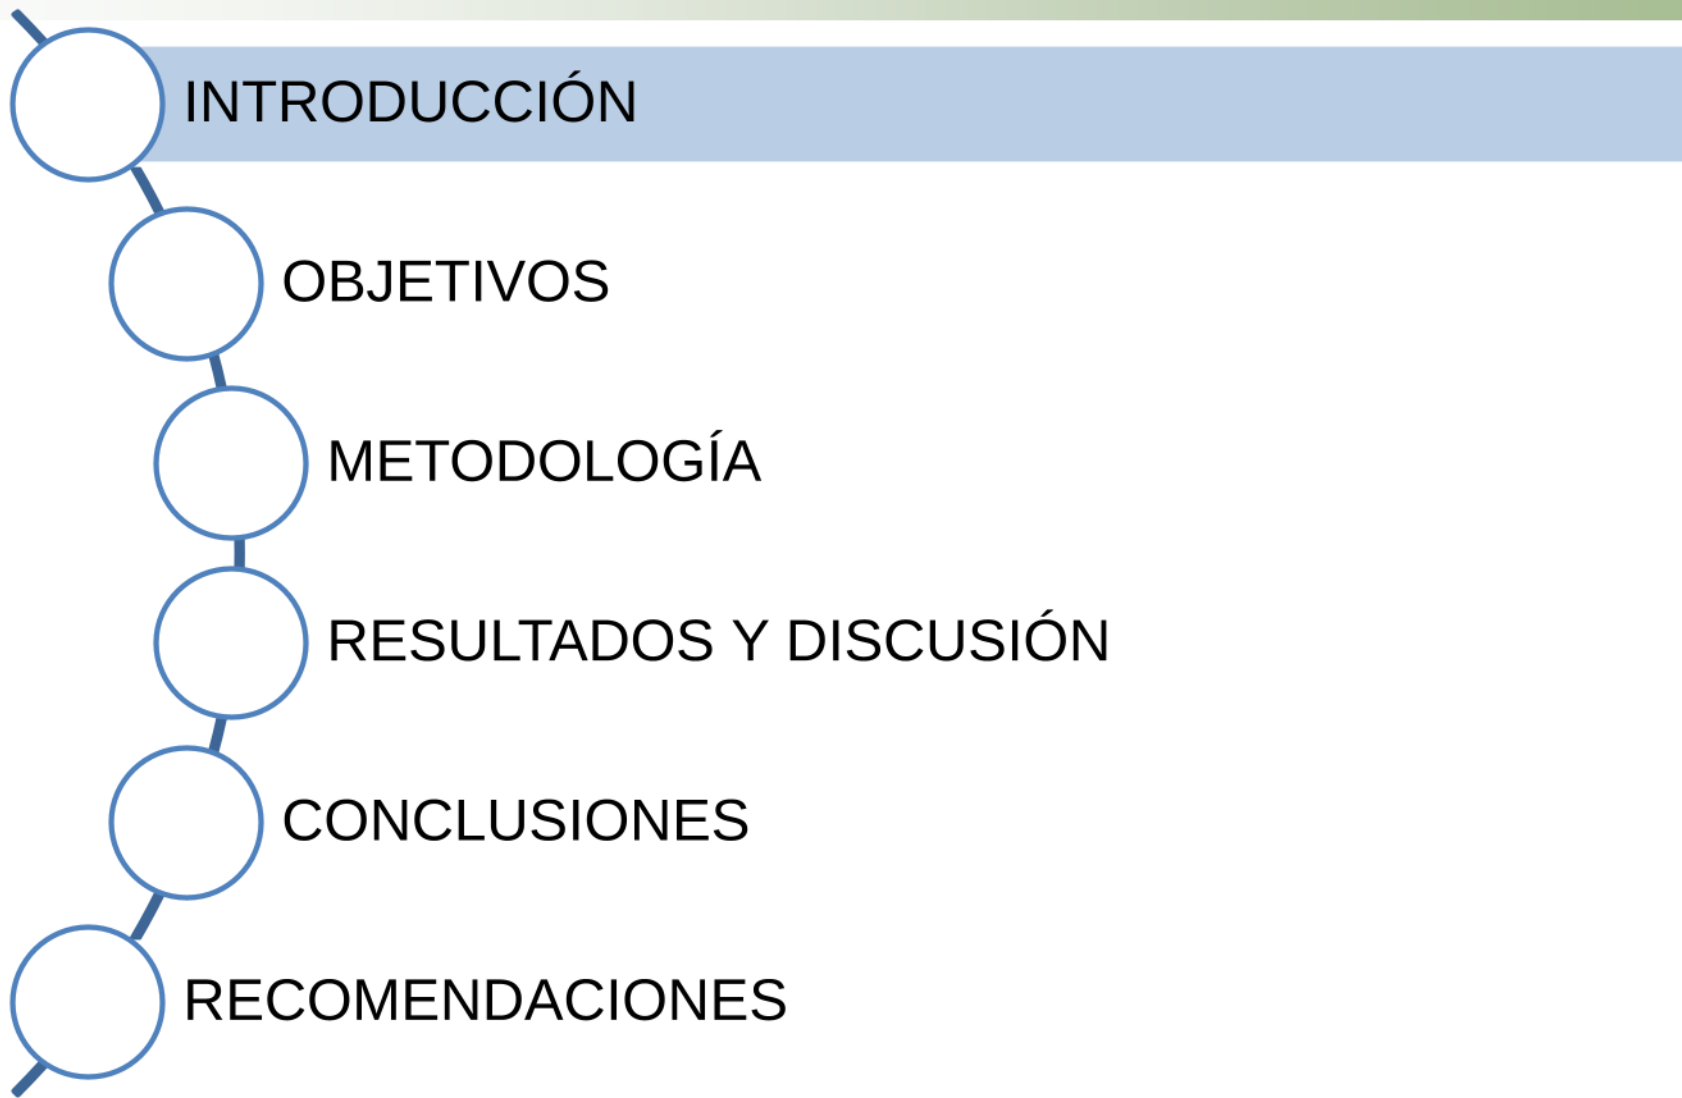 INTRODUCCIÓN
OBJETIVOS
METODOLOGÍA
RESULTADOS Y DISCUSIÓN
CONCLUSIONES
RECOMENDACIONES